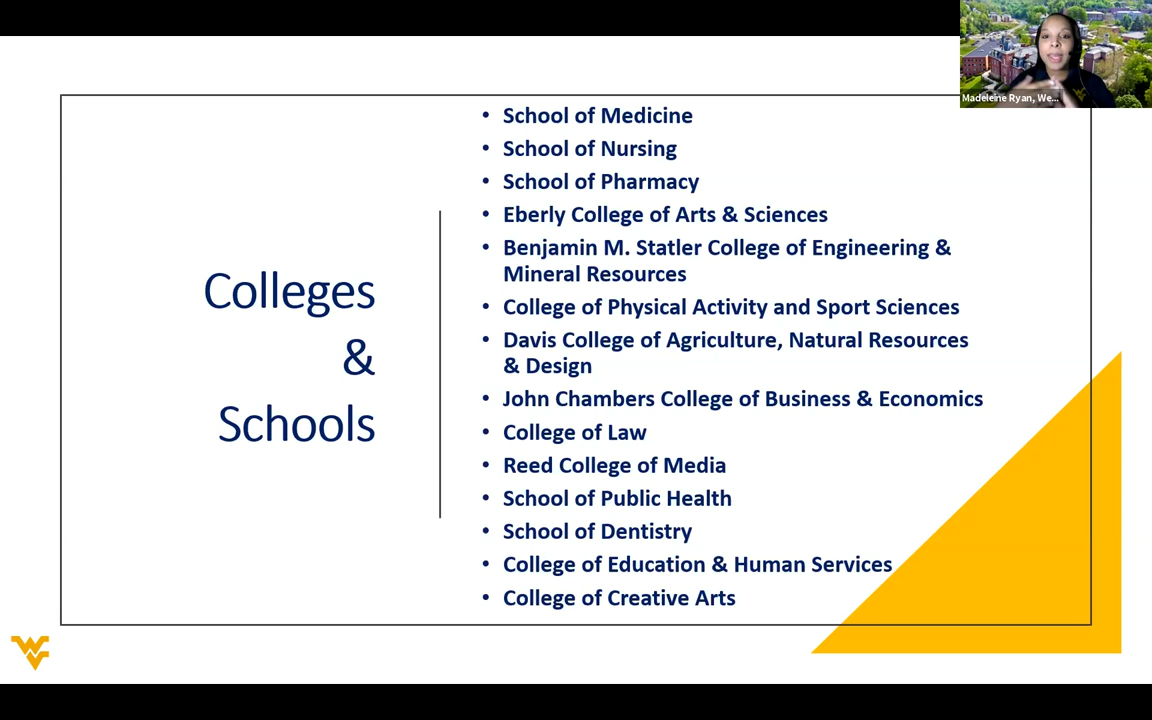 Madeleine Ryan, We...
Colleges
&
Schools
• School of Medicine
• School of Nursing
• School of Pharmacy
• Eberly College of Arts & Sciences
• Benjamin M. Statler College of Engineering &
Mineral Resources
• College of Physical Activity and Sport Sciences
• Davis College of Agriculture, Natural Resources
& Design
• John Chambers College of Business & Economics
• College of Law
• Reed College of Media
• School of Public Health
• School of Dentistry
• College of Education & Human Services
• College of Creative Arts